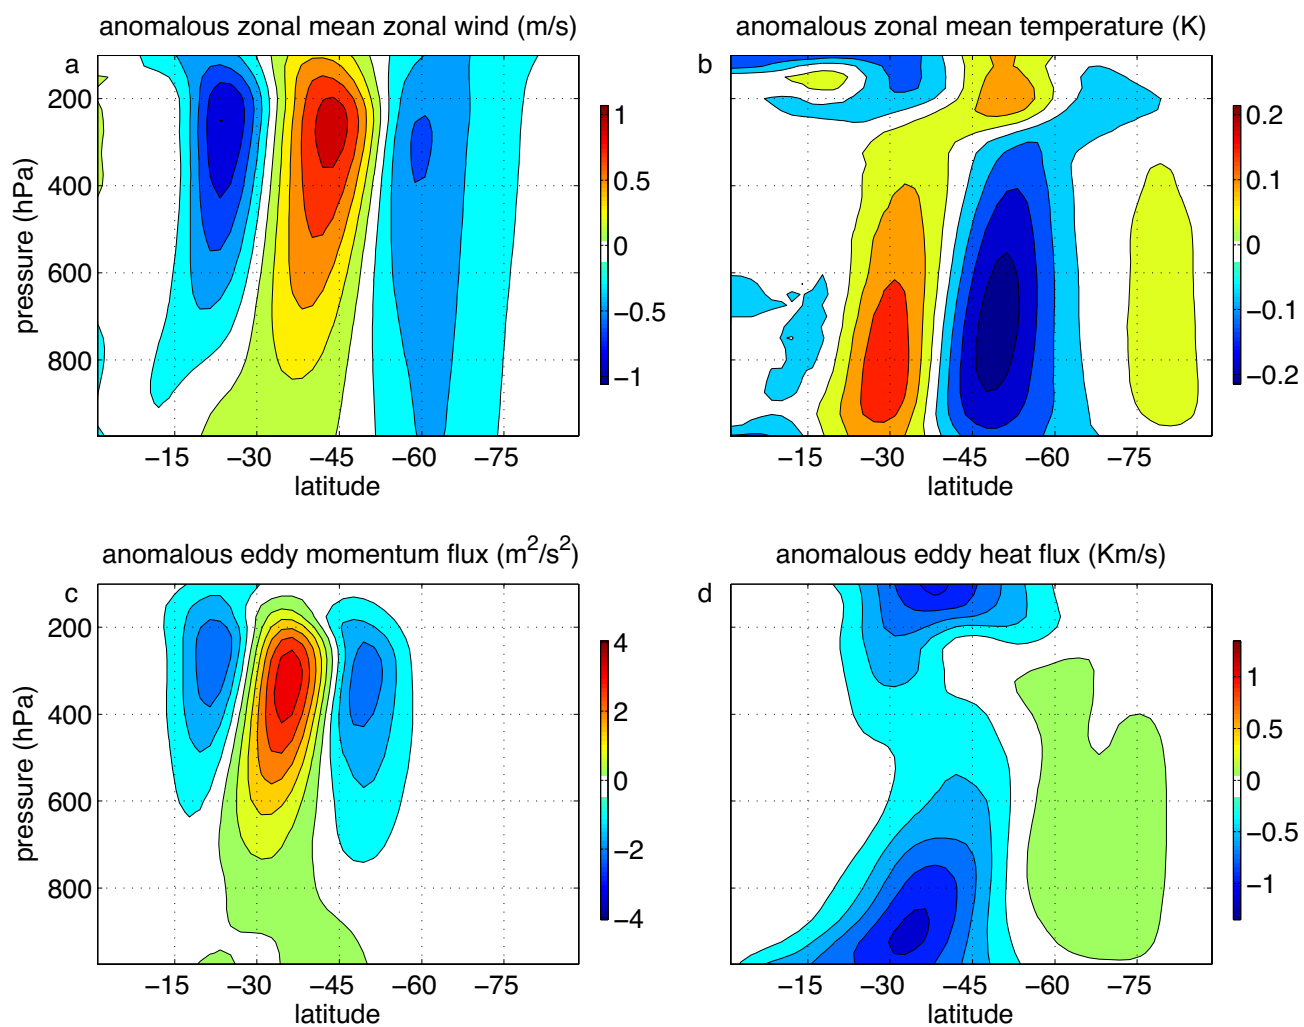 anomalous zonal mean zonal wind (m/s)
a
200
400
600
800
pressure (hPa)
−15 −30 −45 −60 −75
latitude
1
0.5
0
−0.5
−1
anomalous zonal mean temperature (K)
b
−15 −30 −45 −60 −75
latitude
0.2
0.1
0
−0.1
−0.2
anomalous eddy momentum flux (m²/s²)
c
200
400
600
800
pressure (hPa)
−15 −30 −45 −60 −75
latitude
4
2
0
−2
−4
anomalous eddy heat flux (Km/s)
d
−15 −30 −45 −60 −75
latitude
1
0.5
0
−0.5
−1